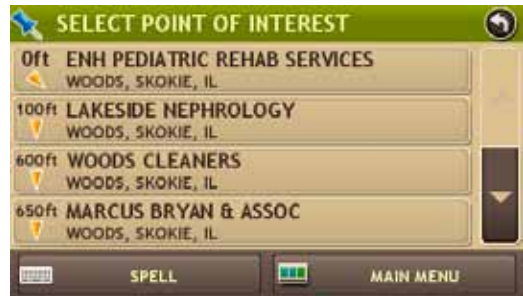 SELECT POINT OF INTEREST
0ft ENH PEDIATRIC REHAB SERVICES
WOODS, SKOKIE, IL
100ft LAKESIDE NEPHROLOGY
WOODS, SKOKIE, IL
600ft WOODS CLEANERS
WOODS, SKOKIE, IL
650ft MARCUS BRYAN & ASSOC
WOODS, SKOKIE, IL
SPELL MAIN MENU